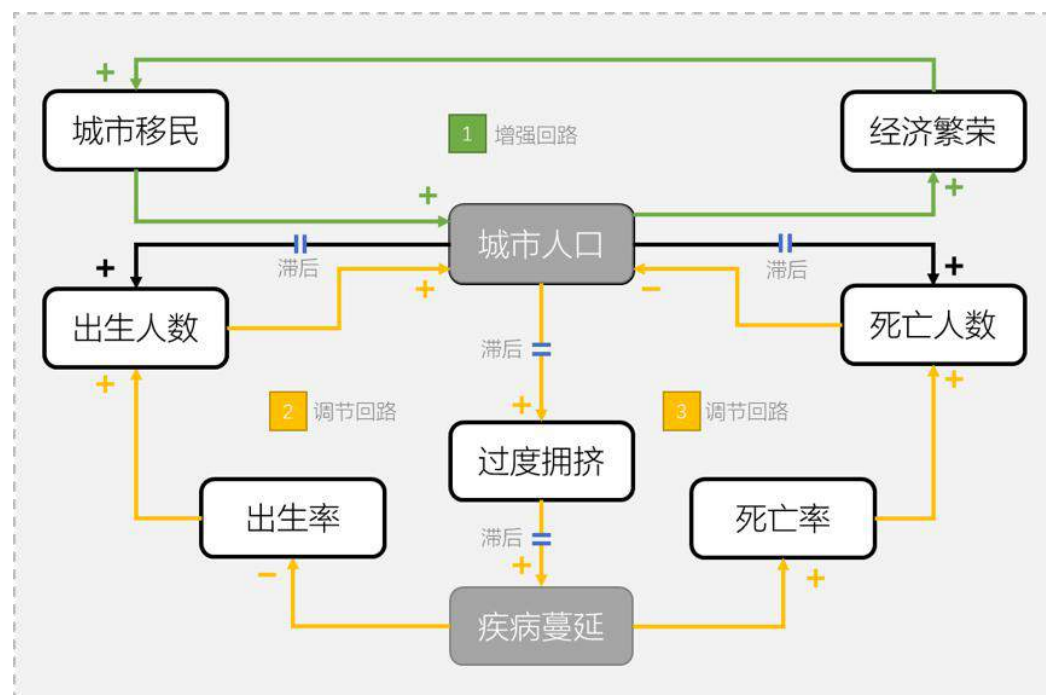 +
城市移民
1 增强回路
经济繁荣
+
+
城市人口
滞后
滞后
+
+
+
−
出生人数
死亡人数
滞后
+
+
2 调节回路
+
3 调节回路
过度拥挤
出生率
死亡率
滞后
−
+
+
疾病蔓延